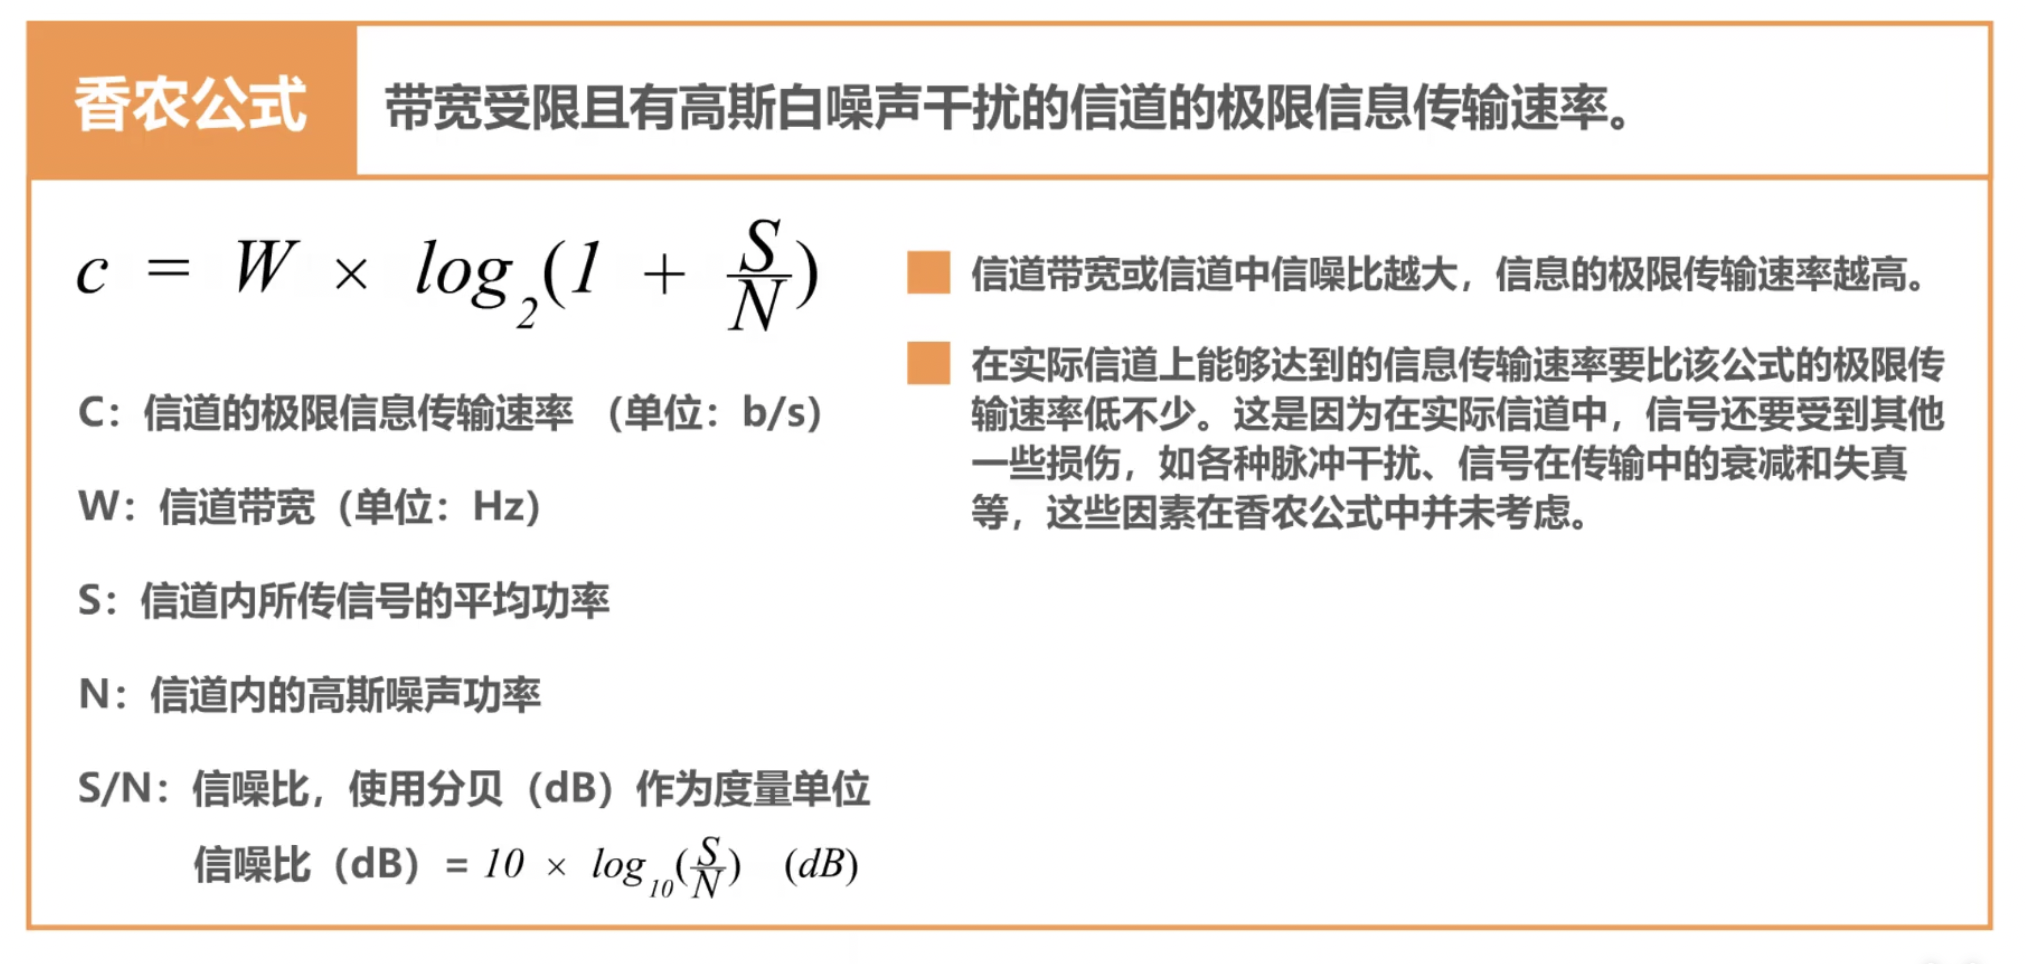 香农公式
带宽受限且有高斯白噪声干扰的信道的极限信息传输速率。
c = W × log₂(1 + S/N)
C：信道的极限信息传输速率 （单位：b/s）
W：信道带宽（单位：Hz）
S：信道内所传信号的平均功率
N：信道内的高斯噪声功率
S/N：信噪比，使用分贝（dB）作为度量单位
信噪比（dB）= 10 × log₁₀(S/N) (dB)
信道带宽或信道中信噪比越大，信息的极限传输速率越高。
在实际信道上能够达到的信息传输速率要比该公式的极限传
输速率低不少。这是因为在实际信道中，信号还要受到其他
一些损伤，如各种脉冲干扰、信号在传输中的衰减和失真
等，这些因素在香农公式中并未考虑。